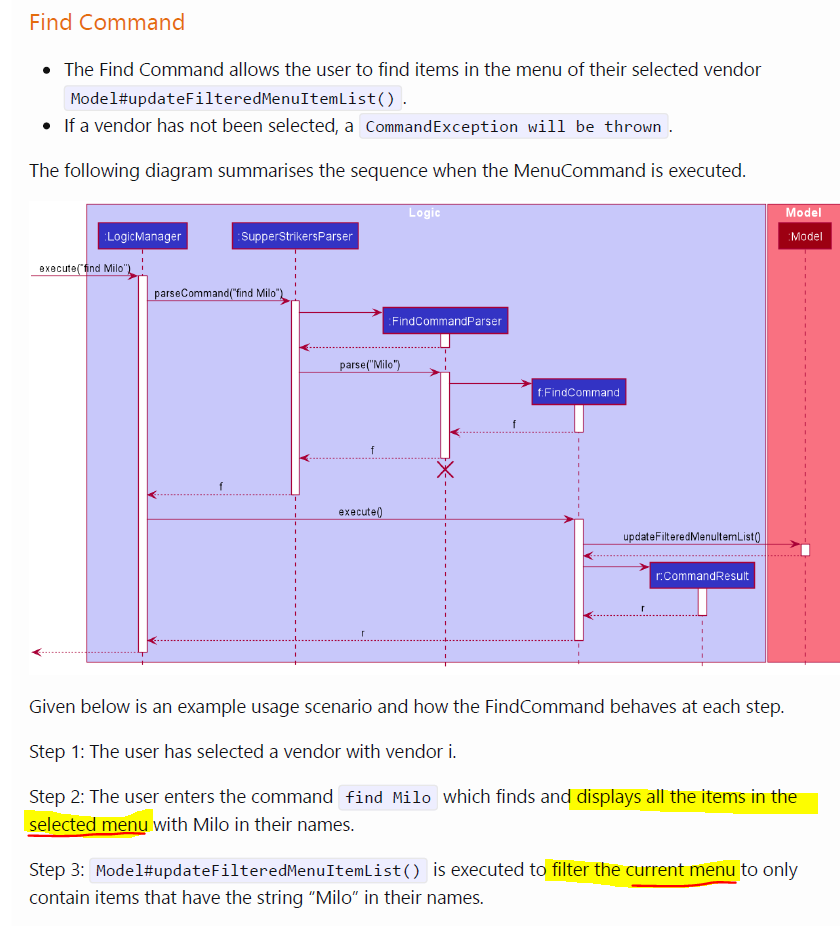 Find Command
The Find Command allows the user to find items in the menu of their selected vendor
Model#updateFilteredMenuItemList() .
If a vendor has not been selected, a CommandException will be thrown .
The following diagram summarises the sequence when the MenuCommand is executed.
Logic
Model
:LogicManager
:SupperStrikersParser
:Model
execute("find Milo")
parseCommand("find Milo")
:FindCommandParser
parse("Milo")
f:FindCommand
f
f
f
execute()
updateFilteredMenuItemList()
r:CommandResult
r
r
Given below is an example usage scenario and how the FindCommand behaves at each step.
Step 1: The user has selected a vendor with vendor i.
Step 2: The user enters the command find Milo which finds and displays all the items in the
selected menu with Milo in their names.
Step 3: Model#updateFilteredMenuItemList() is executed to filter the current menu to only
contain items that have the string “Milo” in their names.